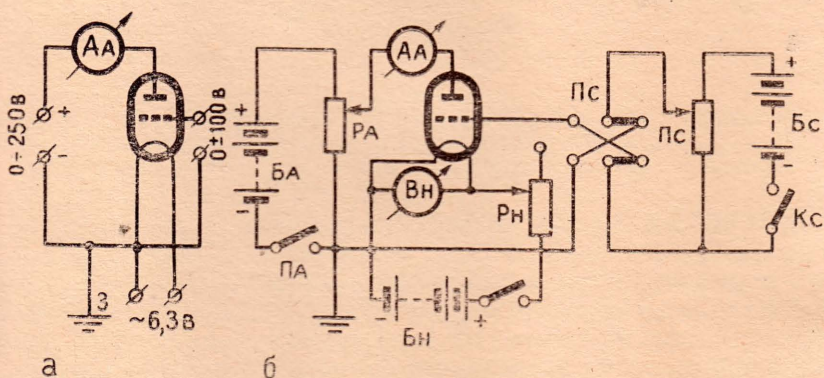 АА
0÷250В
+
-
0±100В
З
~6,3В
а
АА
РА
+
БА
-
ПА
ВН
РН
-
+
БН
б
ПС
ПС
+
БС
-
КС